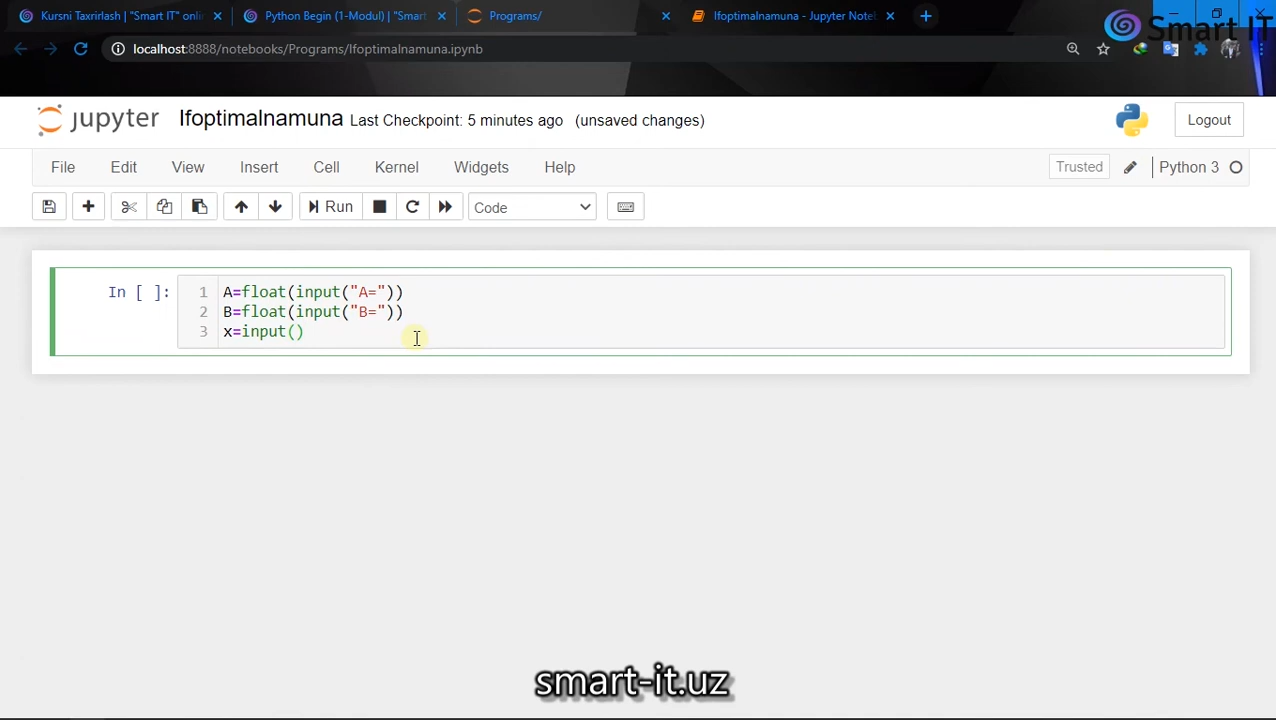 Kursni Taxrirlash | "Smart IT" onlin
Python Begin (1-Modul) | "Smart
Programs/
Ifoptimalnamuna - Jupyter Noteb
Smart IT
localhost:8888/notebooks/Programs/Ifoptimalnamuna.ipynb
jupyter Ifoptimalnamuna Last Checkpoint: 5 minutes ago (unsaved changes)
Logout
File Edit View Insert Cell Kernel Widgets Help
Trusted
Python 3
Run
Code
In [ ]:
1 A=float(input("A="))
2 B=float(input("B="))
3 x=input()
smart-it.uz